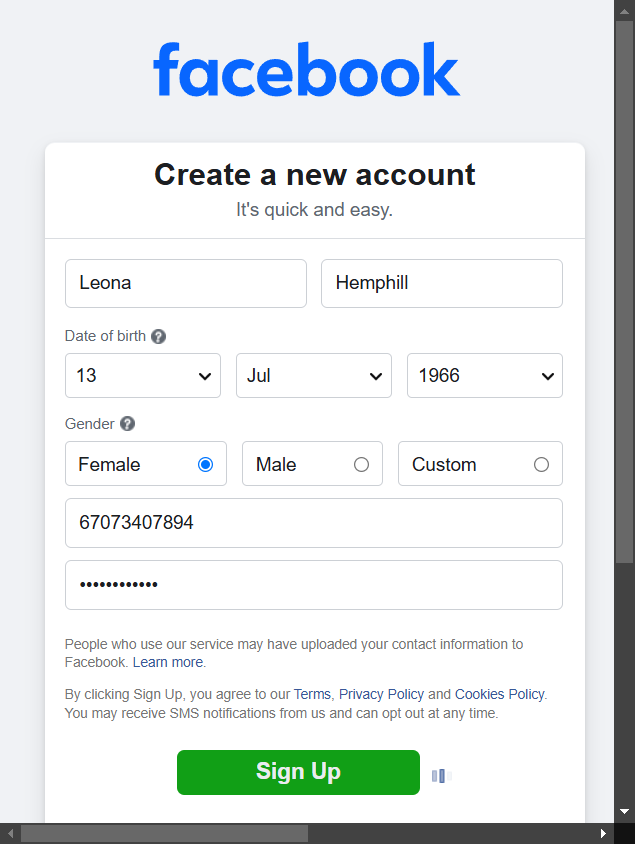 facebook
Create a new account
It's quick and easy.
Leona Hemphill
Date of birth ?
13 Jul 1966
Gender ?
Female Male Custom
67073407894
••••••••••••
People who use our service may have uploaded your contact information to
Facebook. Learn more.
By clicking Sign Up, you agree to our Terms, Privacy Policy and Cookies Policy.
You may receive SMS notifications from us and can opt out at any time.
Sign Up